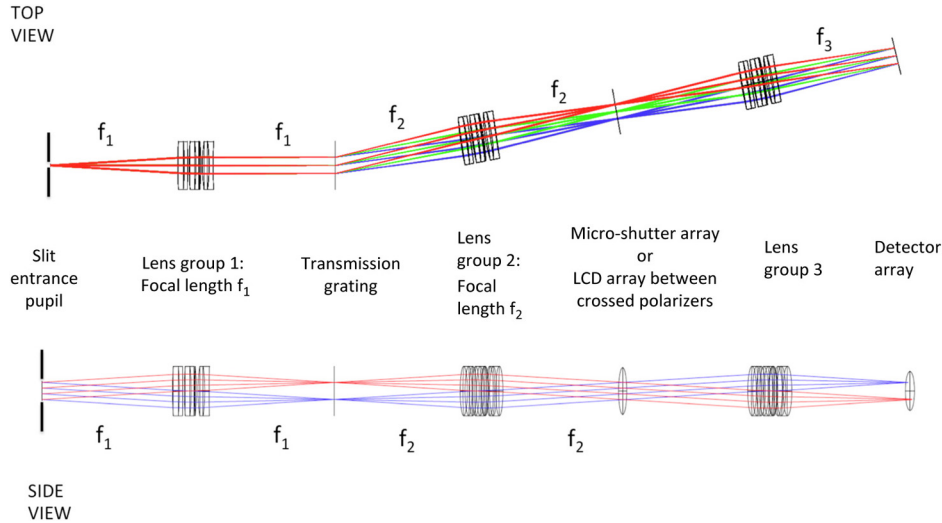 TOP
VIEW
f₁
f₁
f₂
f₂
f₃
Slit
entrance
pupil
Lens group 1:
Focal length f₁
Transmission
grating
Lens
group 2:
Focal
length f₂
Micro-shutter array
or
LCD array between
crossed polarizers
Lens
group 3
Detector
array
f₁
f₁
f₂
f₂
SIDE
VIEW